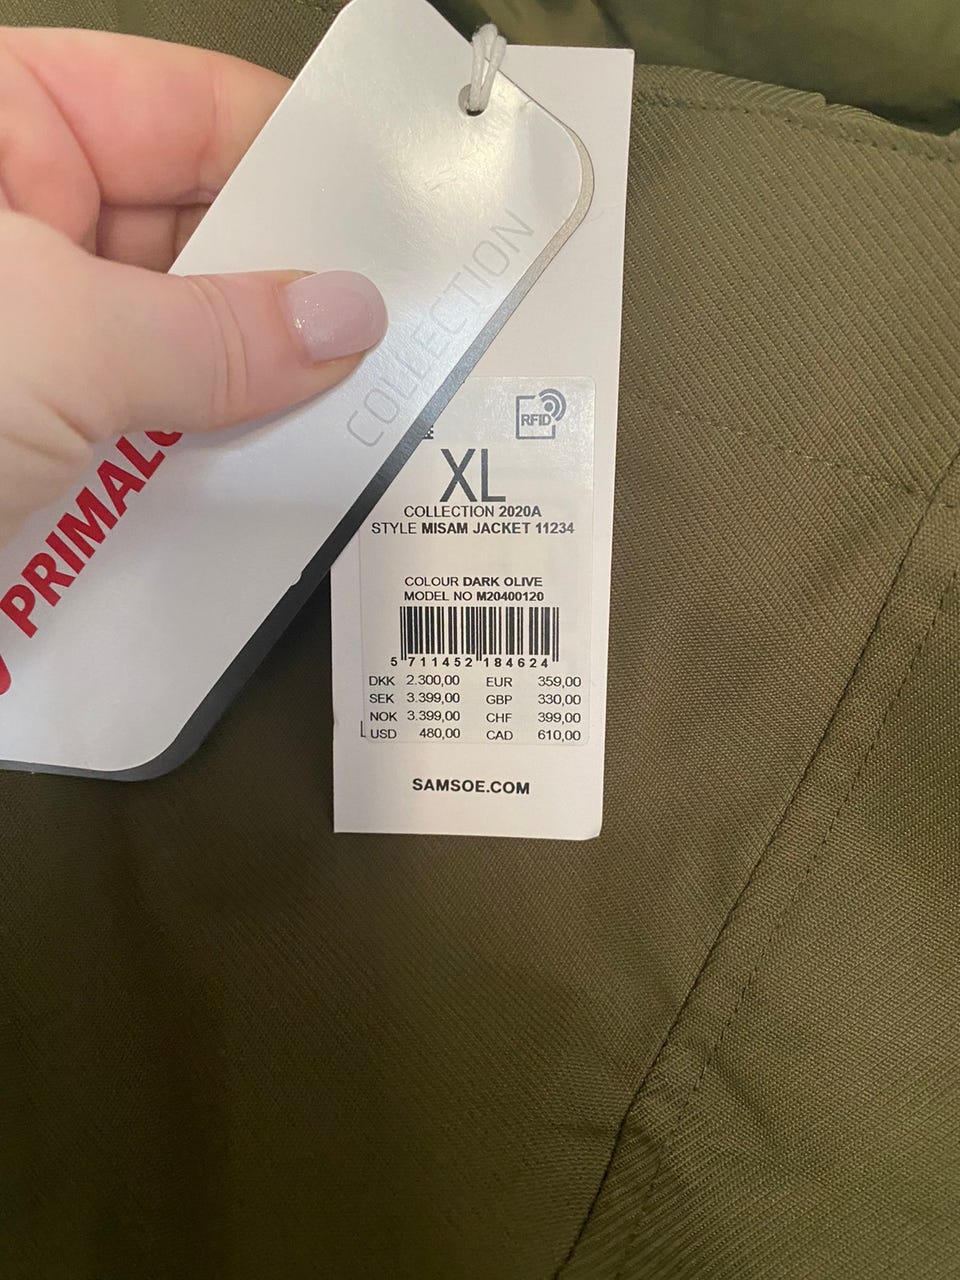 COLLECTION
RFID
XL
COLLECTION 2020A
STYLE MISAM JACKET 11234
COLOUR DARK OLIVE
MODEL NO M20400120
5 711452 184624
DKK 2.300,00 EUR 359,00
SEK 3.399,00 GBP 330,00
NOK 3.399,00 CHF 399,00
USD 480,00 CAD 610,00
SAMSOE.COM